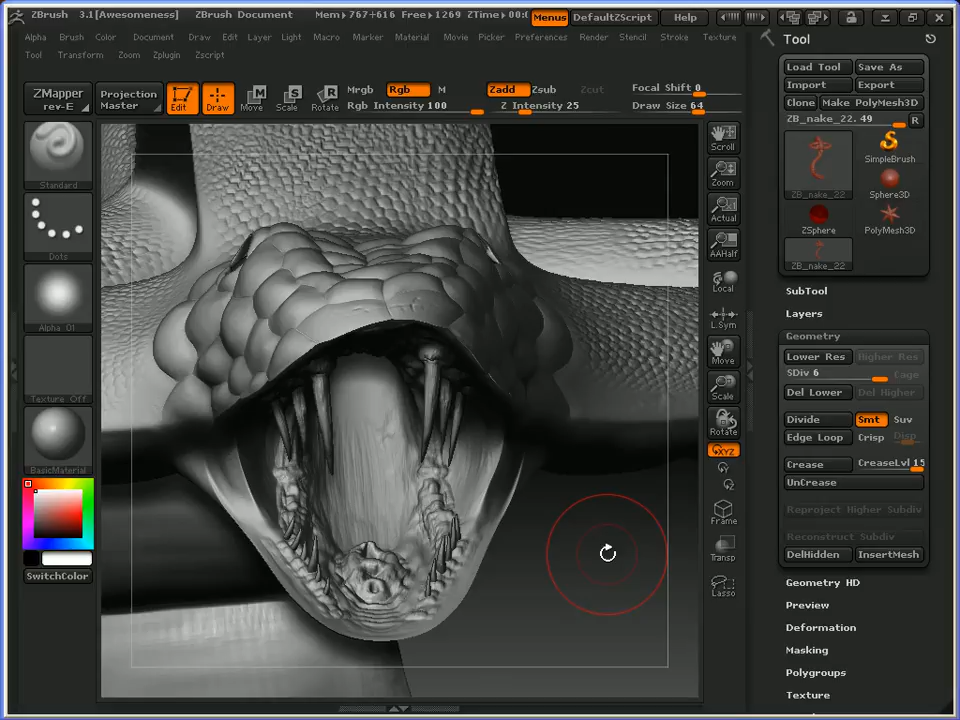 ZBrush 3.1[Awesomeness] ZBrush Document Mem▶767+616 Free▶1269 ZTime▶00:0 Menus DefaultZScript Help
Alpha Brush Color Document Draw Edit Layer Light Macro Marker Material Movie Picker Preferences Render Stencil Stroke Texture
Tool Transform Zoom Zplugin Zscript
ZMapper rev-E
Projection Master
Edit
Draw
Move
Scale
Rotate
Mrgb Rgb M
Rgb Intensity 100
Zadd Zsub Zcut
Z Intensity 25
Focal Shift 0
Draw Size 64
Standard
Dots
Alpha 01
Texture Off
BasicMaterial
SwitchColor
Scroll
Zoom
Actual
AAHalf
Local
L.Sym
Move
Scale
Rotate
XYZ
Frame
Transp
Lasso
Tool
Load Tool Save As
Import Export
Clone Make PolyMesh3D
ZB_nake_22. 49 R
SimpleBrush
ZB_nake_22 Sphere3D
ZSphere PolyMesh3D
ZB_nake_22
SubTool
Layers
Geometry
Lower Res Higher Res
SDiv 6 Cage
Del Lower Del Higher
Divide Smt Suv
Edge Loop Crisp Disp
Crease CreaseLvl 15
UnCrease
Reproject Higher Subdiv
Reconstruct Subdiv
DelHidden InsertMesh
Geometry HD
Preview
Deformation
Masking
Polygroups
Texture